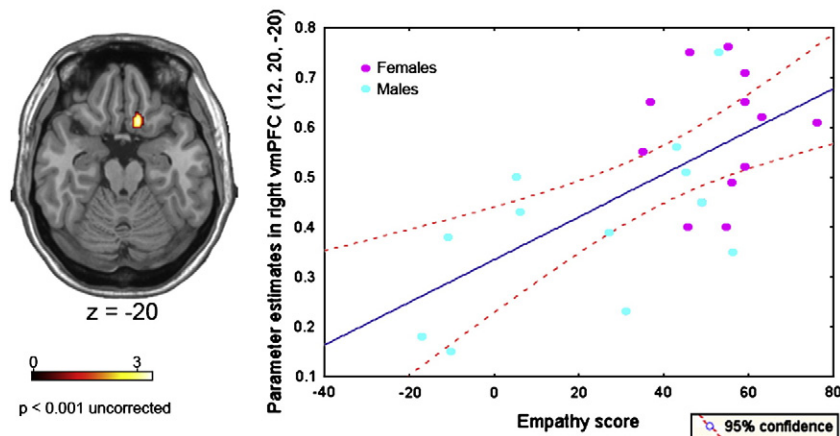 z = -20
0 3
p < 0.001 uncorrected
Parameter estimates in right vmPFC (12, 20, -20)
0.8
0.7
0.6
0.5
0.4
0.3
0.2
0.1
Females
Males
-40 -20 0 20 40 60 80
Empathy score
95% confidence